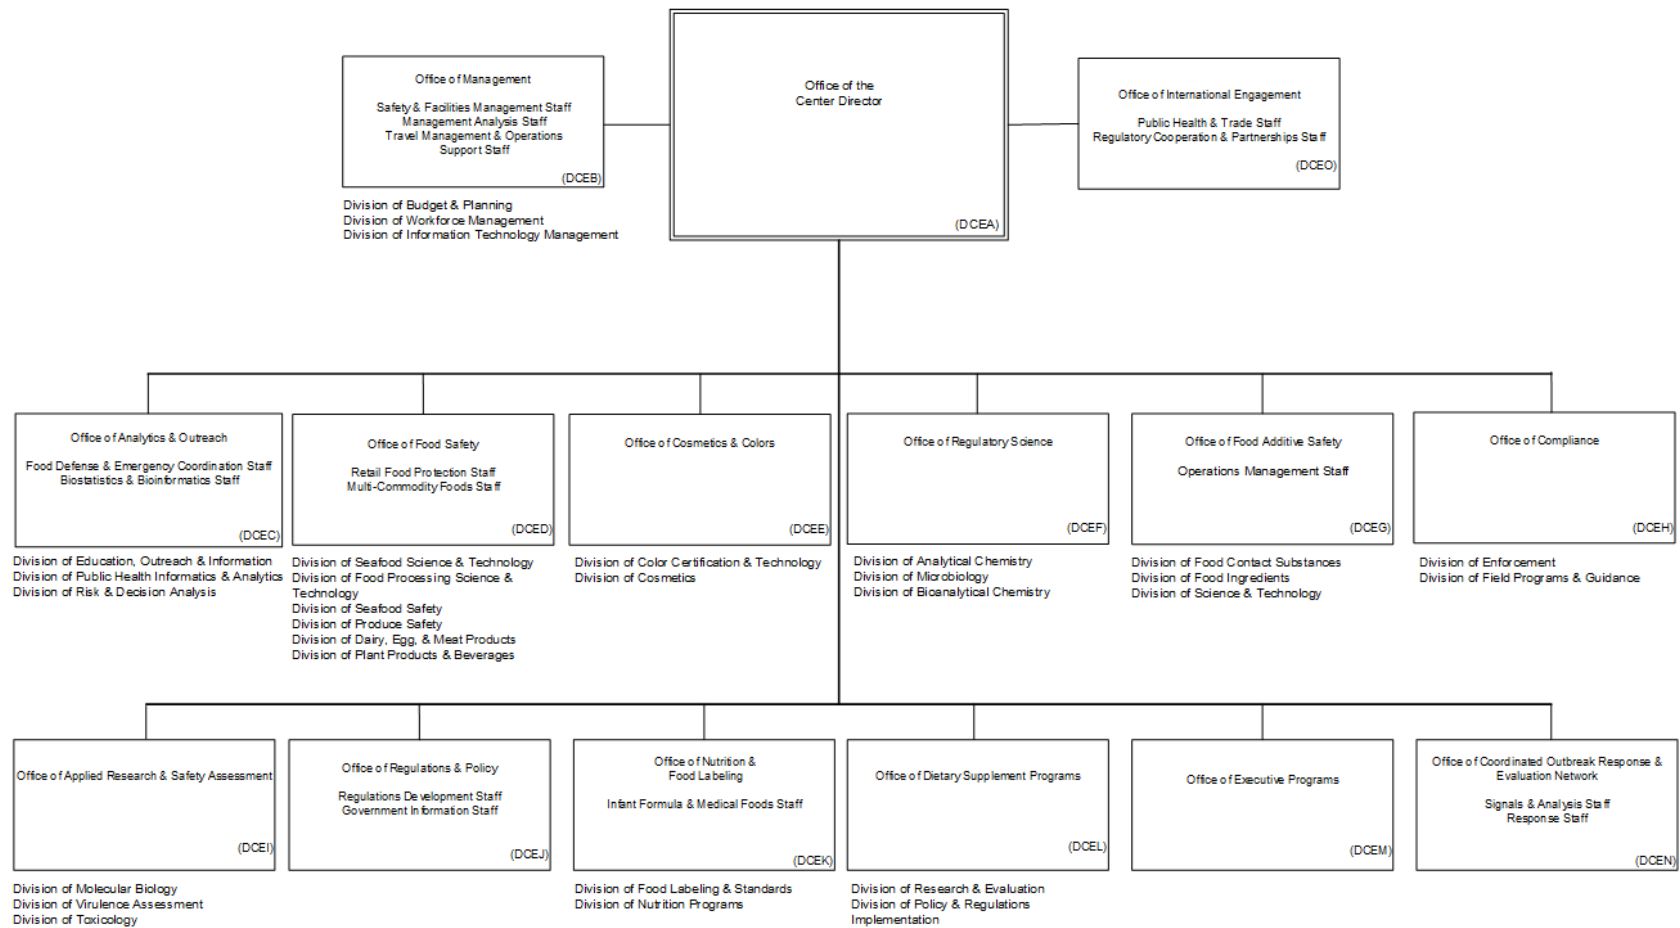 Office of Management
Safety & Facilities Management Staff
Management Analysis Staff
Travel Management & Operations
Support Staff
(DCEB)
Division of Budget & Planning
Division of Workforce Management
Division of Information Technology Management
Office of the
Center Director
(DCEA)
Office of International Engagement
Public Health & Trade Staff
Regulatory Cooperation & Partnerships Staff
(DCEO)
Office of Analytics & Outreach
Food Defense & Emergency Coordination Staff
Biostatistics & Bioinformatics Staff
(DCEC)
Division of Education, Outreach & Information
Division of Public Health Informatics & Analytics
Division of Risk & Decision Analysis
Office of Food Safety
Retail Food Protection Staff
Multi-Commodity Foods Staff
(DCED)
Division of Seafood Science & Technology
Division of Food Processing Science &
Technology
Division of Seafood Safety
Division of Produce Safety
Division of Dairy, Egg, & Meat Products
Division of Plant Products & Beverages
Office of Cosmetics & Colors
(DCEE)
Division of Color Certification & Technology
Division of Cosmetics
Office of Regulatory Science
(DCEF)
Division of Analytical Chemistry
Division of Microbiology
Division of Bioanalytical Chemistry
Office of Food Additive Safety
Operations Management Staff
(DCEG)
Division of Food Contact Substances
Division of Food Ingredients
Division of Science & Technology
Office of Compliance
(DCEH)
Division of Enforcement
Division of Field Programs & Guidance
Office of Applied Research & Safety Assessment
(DCEI)
Division of Molecular Biology
Division of Virulence Assessment
Division of Toxicology
Office of Regulations & Policy
Regulations Development Staff
Government Information Staff
(DCEJ)
Office of Nutrition &
Food Labeling
Infant Formula & Medical Foods Staff
(DCEK)
Division of Food Labeling & Standards
Division of Nutrition Programs
Office of Dietary Supplement Programs
(DCEL)
Division of Research & Evaluation
Division of Policy & Regulations
Implementation
Office of Executive Programs
(DCEM)
Office of Coordinated Outbreak Response &
Evaluation Network
Signals & Analysis Staff
Response Staff
(DCEN)